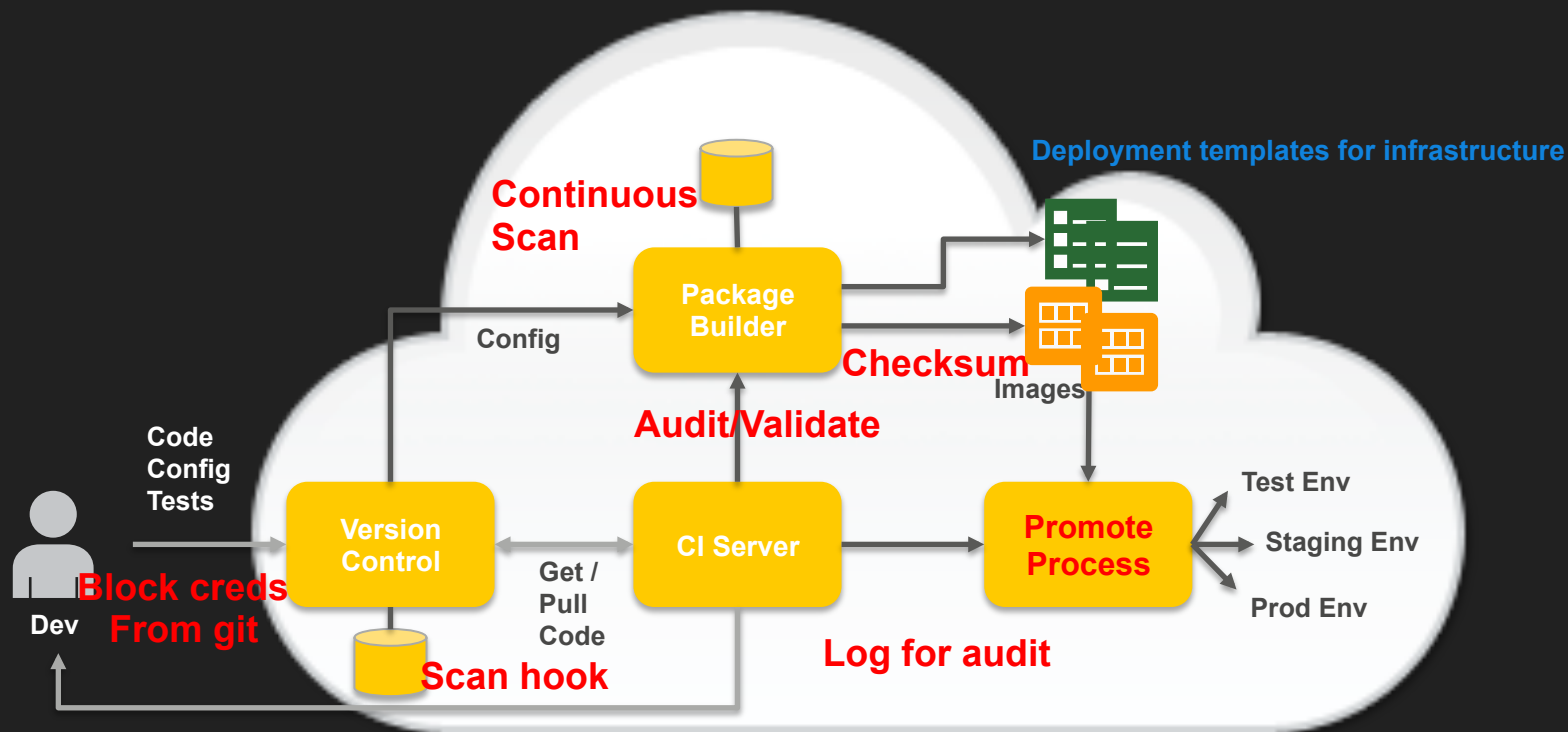 Deployment templates for infrastructure
Continuous
Scan
Package
Builder
Config
Checksum
Images
Audit/Validate
Code
Config
Tests
Version
Control
CI Server
Promote
Process
Test Env
Staging Env
Prod Env
Get /
Pull
Code
Block creds
From git
Dev
Scan hook
Log for audit